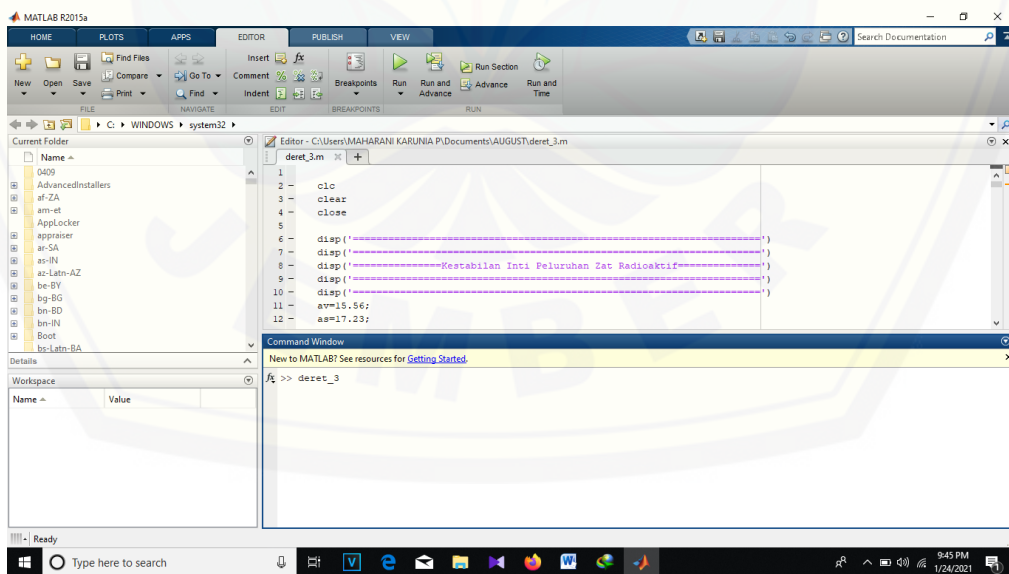 MATLAB R2015a
HOME PLOTS APPS EDITOR PUBLISH VIEW Search Documentation
New Open Save Find Files Compare Print Go To Find Insert fx Comment Indent Breakpoints Run Run and Advance Run Section Advance Run and Time
FILE NAVIGATE EDIT BREAKPOINTS RUN
C: WINDOWS system32
Current Folder
Name
0409
AdvancedInstallers
af-ZA
am-et
AppLocker
appraiser
ar-SA
as-IN
az-Latn-AZ
be-BY
bg-BG
bn-BD
bn-IN
Boot
bs-Latn-BA
Details
Workspace
Name Value
Editor - C:\Users\MAHARANI KARUNIA P\Documents\AUGUST\deret_3.m
deret_3.m
1
2 - clc
3 - clear
4 - close
5
6 - disp('===========================================================================')
7 - disp('===========================================================================')
8 - disp('================Kestabilan Inti Peluruhan Zat Radioaktif===============')
9 - disp('===========================================================================')
10 - disp('===========================================================================')
11 - av=15.56;
12 - as=17.23;
Command Window
New to MATLAB? See resources for Getting Started.
fx >> deret_3
Ready
Type here to search
9:45 PM
1/24/2021